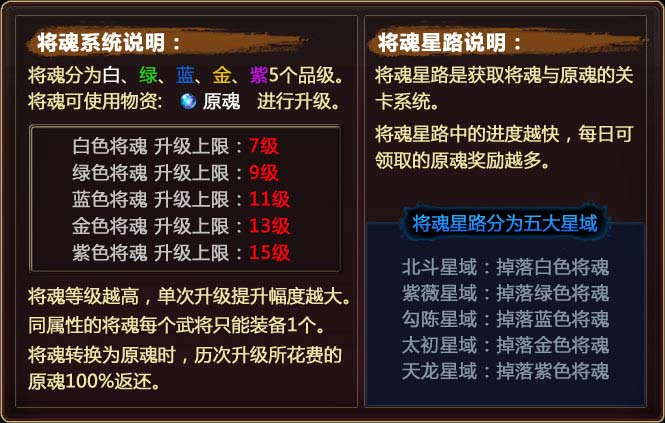 将魂系统说明：
将魂分为白、绿、蓝、金、紫5个品级。
将魂可使用物资: 原魂 进行升级。
白色将魂 升级上限：7级
绿色将魂 升级上限：9级
蓝色将魂 升级上限：11级
金色将魂 升级上限：13级
紫色将魂 升级上限：15级
将魂等级越高，单次升级提升幅度越大。
同属性的将魂每个武将只能装备1个。
将魂转换为原魂时，历次升级所花费的
原魂100%返还。
将魂星路说明：
将魂星路是获取将魂与原魂的关
卡系统。
将魂星路中的进度越快，每日可
领取的原魂奖励越多。
将魂星路分为五大星域
北斗星域：掉落白色将魂
紫薇星域：掉落绿色将魂
勾陈星域：掉落蓝色将魂
太初星域：掉落金色将魂
天龙星域：掉落紫色将魂